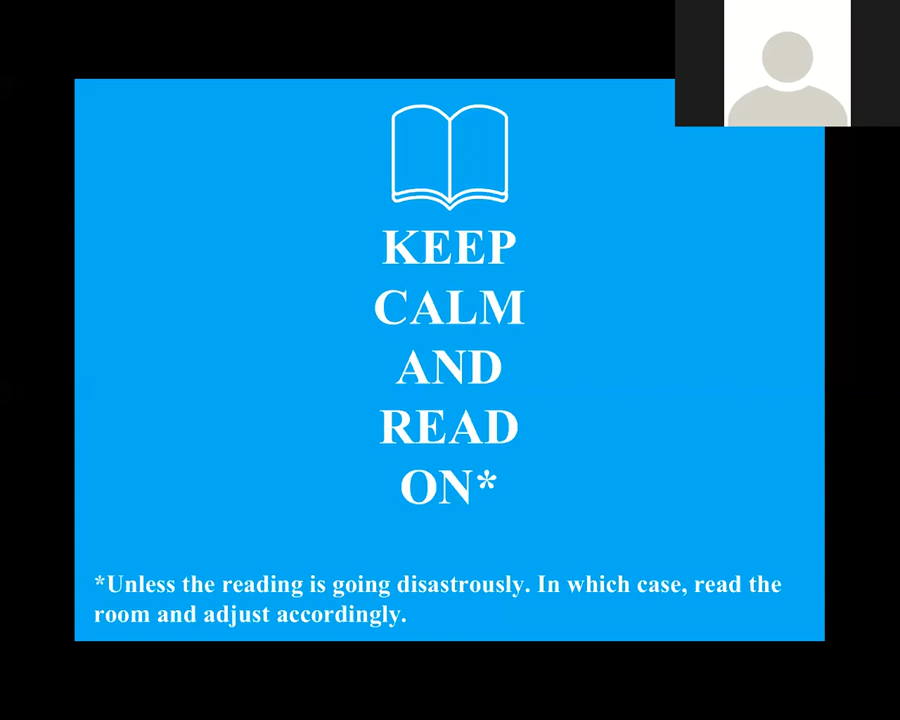 KEEP
CALM
AND
READ
ON*
*Unless the reading is going disastrously. In which case, read the
room and adjust accordingly.